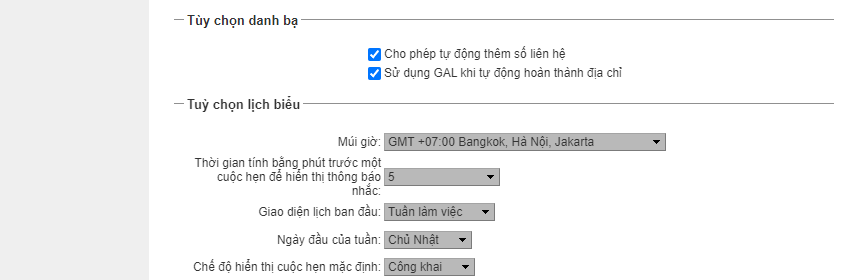 Tùy chọn danh bạ
Cho phép tự động thêm số liên hệ
Sử dụng GAL khi tự động hoàn thành địa chỉ
Tuỳ chọn lịch biểu
Múi giờ: GMT +07:00 Bangkok, Hà Nội, Jakarta
Thời gian tính bằng phút trước một
cuộc hẹn để hiển thị thông báo
nhắc: 5
Giao diện lịch ban đầu: Tuần làm việc
Ngày đầu của tuần: Chủ Nhật
Chế độ hiển thị cuộc hẹn mặc định: Công khai